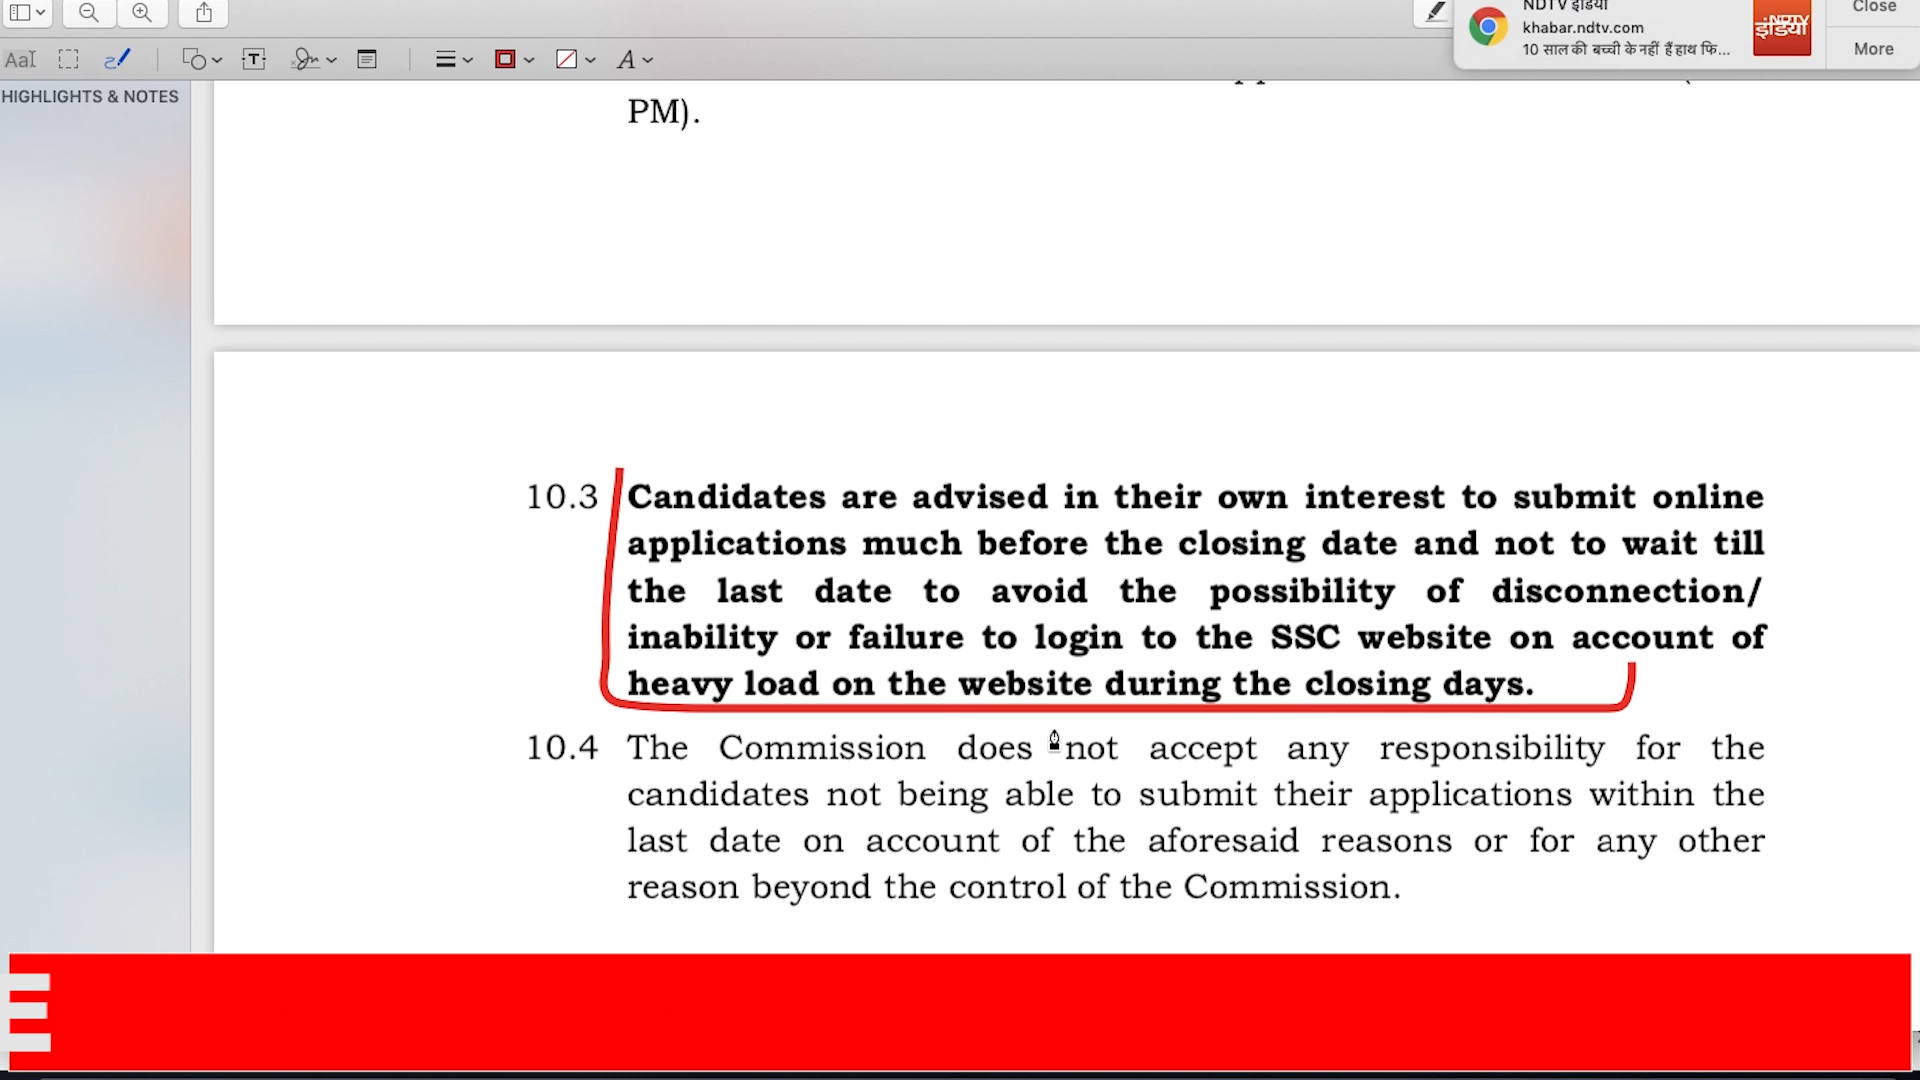 NDTV इंडिया
Close
khabar.ndtv.com
NDTV
इंडिया
10 साल की बच्ची के नहीं हैं हाथ फि...
More
AaI
T
A
HIGHLIGHTS & NOTES
PM).
10.3 Candidates are advised in their own interest to submit online
applications much before the closing date and not to wait till
the last date to avoid the possibility of disconnection/
inability or failure to login to the SSC website on account of
heavy load on the website during the closing days.
10.4 The Commission does not accept any responsibility for the
candidates not being able to submit their applications within the
last date on account of the aforesaid reasons or for any other
reason beyond the control of the Commission.